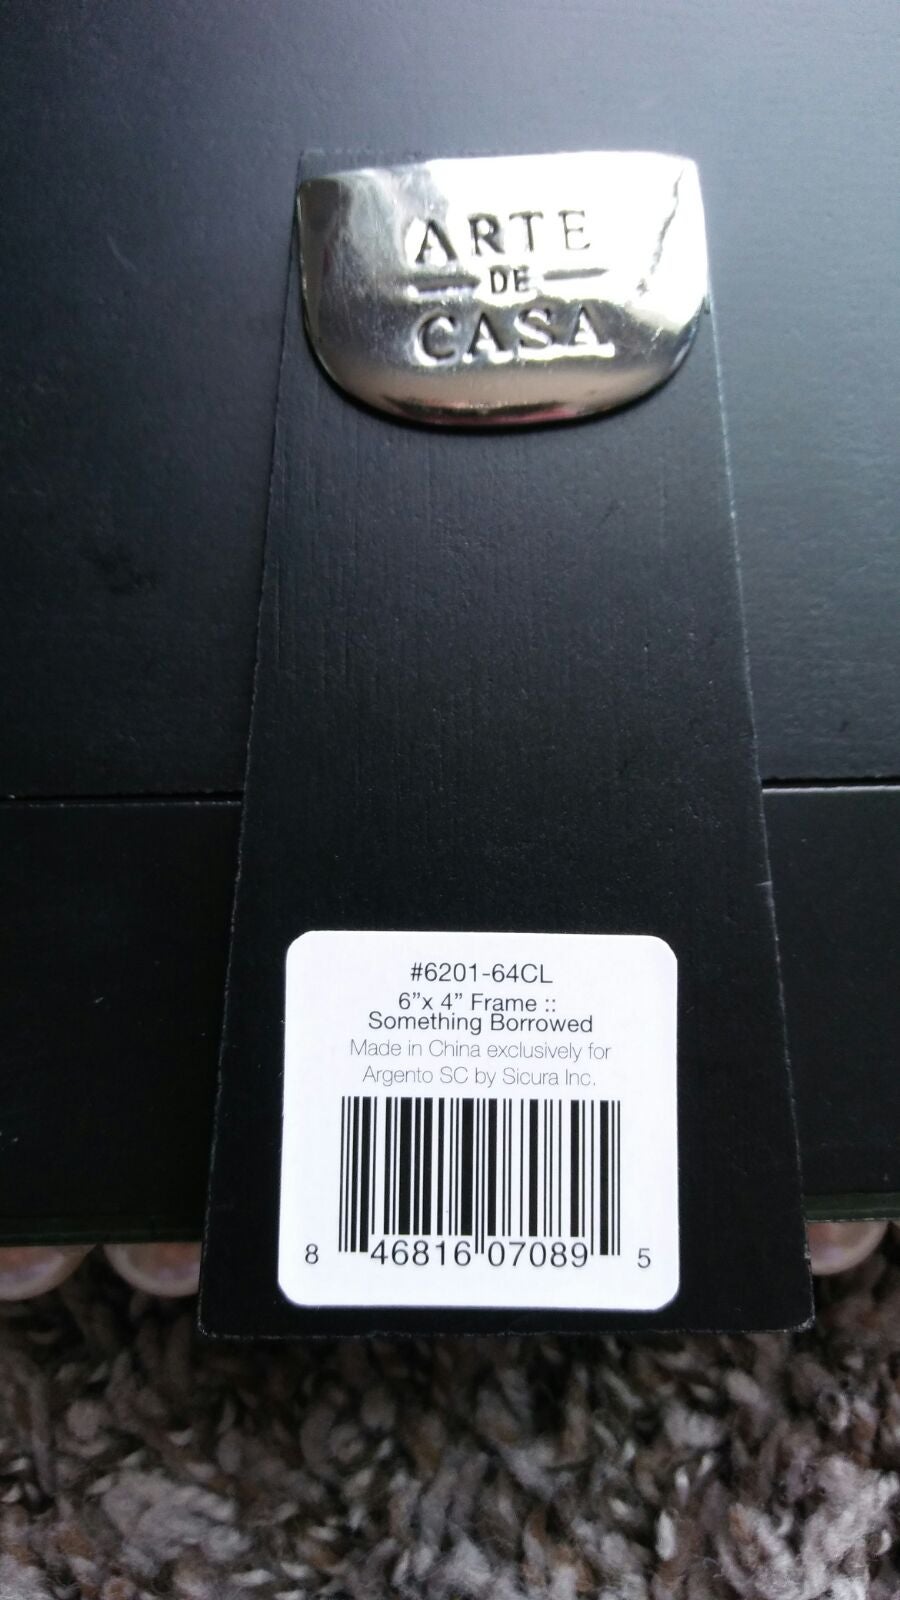 ARTE
DE
CASA
#6201-64CL
6”x 4” Frame ::
Something Borrowed
Made in China exclusively for
Argento SC by Sicura Inc.
8 46816 07089 5